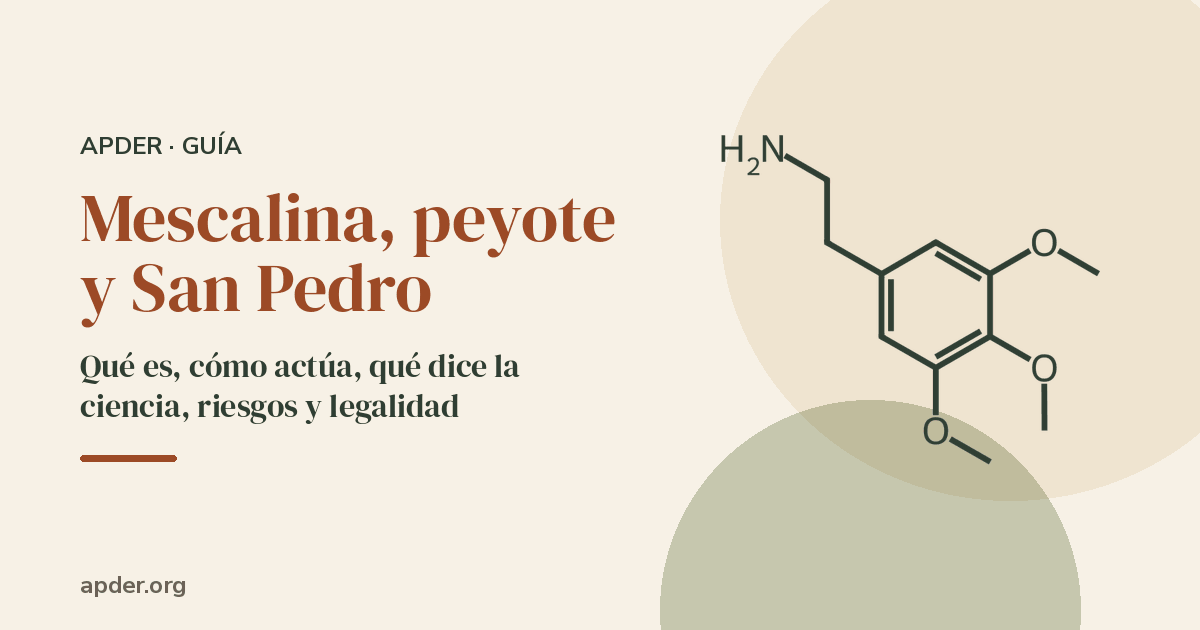 APDER · GUÍA
Mescalina, peyote
y San Pedro
Qué es, cómo actúa, qué dice la
ciencia, riesgos y legalidad
apder.org
H₂N
O
O
O